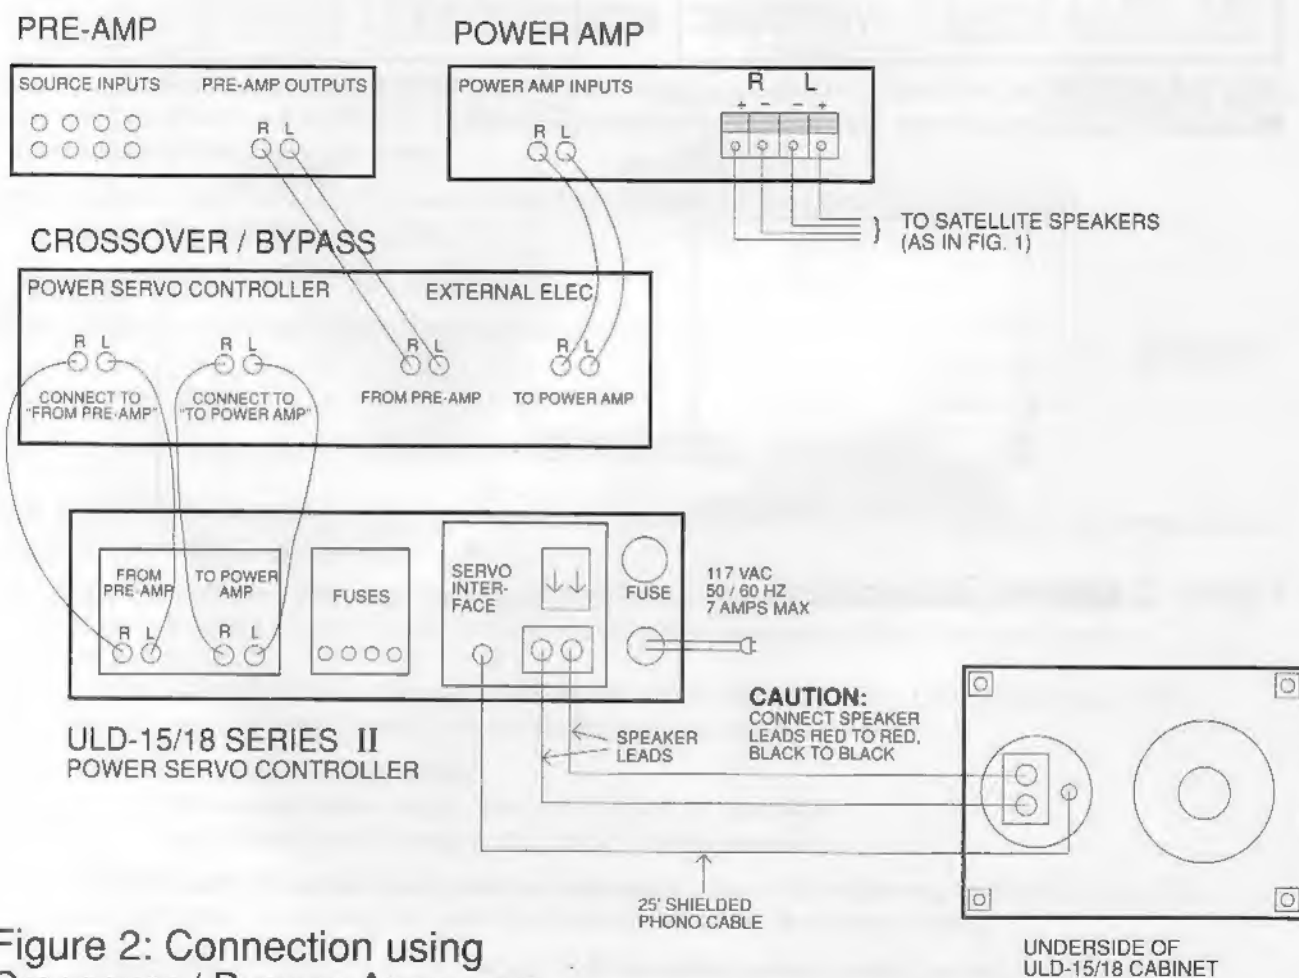 PRE-AMP
SOURCE INPUTS
PRE-AMP OUTPUTS
R L
POWER AMP
POWER AMP INPUTS
R L
R L
+ - - +
TO SATELLITE SPEAKERS
(AS IN FIG. 1)
CROSSOVER / BYPASS
POWER SERVO CONTROLLER
EXTERNAL ELEC
R L
CONNECT TO
"FROM PRE-AMP"
R L
CONNECT TO
"TO POWER AMP"
R L
FROM PRE-AMP
R L
TO POWER AMP
FROM
PRE-AMP
R L
TO POWER
AMP
R L
FUSES
SERVO
INTER-
FACE
FUSE
117 VAC
50 / 60 HZ
7 AMPS MAX
ULD-15/18 SERIES II
POWER SERVO CONTROLLER
SPEAKER
LEADS
CAUTION:
CONNECT SPEAKER
LEADS RED TO RED,
BLACK TO BLACK
25' SHIELDED
PHONO CABLE
UNDERSIDE OF
ULD-15/18 CABINET
Figure 2: Connection using